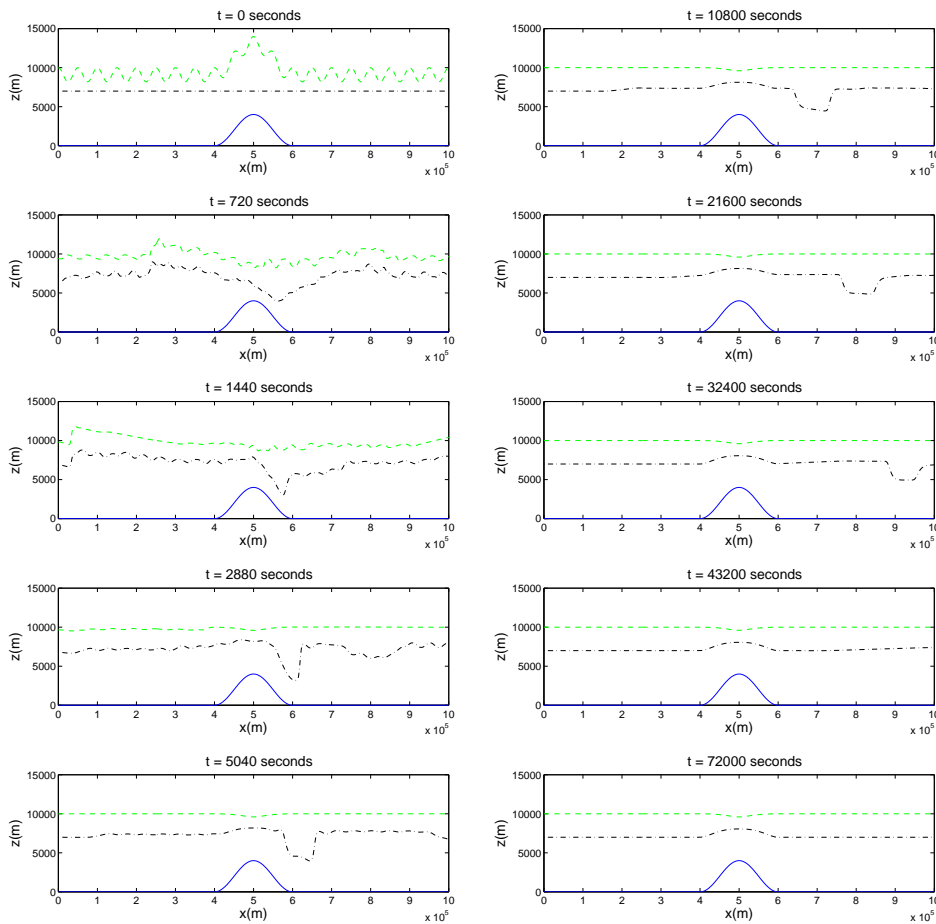 t = 0 seconds
15000
10000
5000
0
z(m)
0 1 2 3 4 5 6 7 8 9 10
x(m)
x 10^5
t = 720 seconds
15000
10000
5000
0
z(m)
0 1 2 3 4 5 6 7 8 9 10
x(m)
x 10^5
t = 1440 seconds
15000
10000
5000
0
z(m)
0 1 2 3 4 5 6 7 8 9 10
x(m)
x 10^5
t = 2880 seconds
15000
10000
5000
0
z(m)
0 1 2 3 4 5 6 7 8 9 10
x(m)
x 10^5
t = 5040 seconds
15000
10000
5000
0
z(m)
0 1 2 3 4 5 6 7 8 9 10
x(m)
x 10^5
t = 10800 seconds
15000
10000
5000
0
z(m)
0 1 2 3 4 5 6 7 8 9 10
x(m)
x 10^5
t = 21600 seconds
15000
10000
5000
0
z(m)
0 1 2 3 4 5 6 7 8 9 10
x(m)
x 10^5
t = 32400 seconds
15000
10000
5000
0
z(m)
0 1 2 3 4 5 6 7 8 9 10
x(m)
x 10^5
t = 43200 seconds
15000
10000
5000
0
z(m)
0 1 2 3 4 5 6 7 8 9 10
x(m)
x 10^5
t = 72000 seconds
15000
10000
5000
0
z(m)
0 1 2 3 4 5 6 7 8 9 10
x(m)
x 10^5